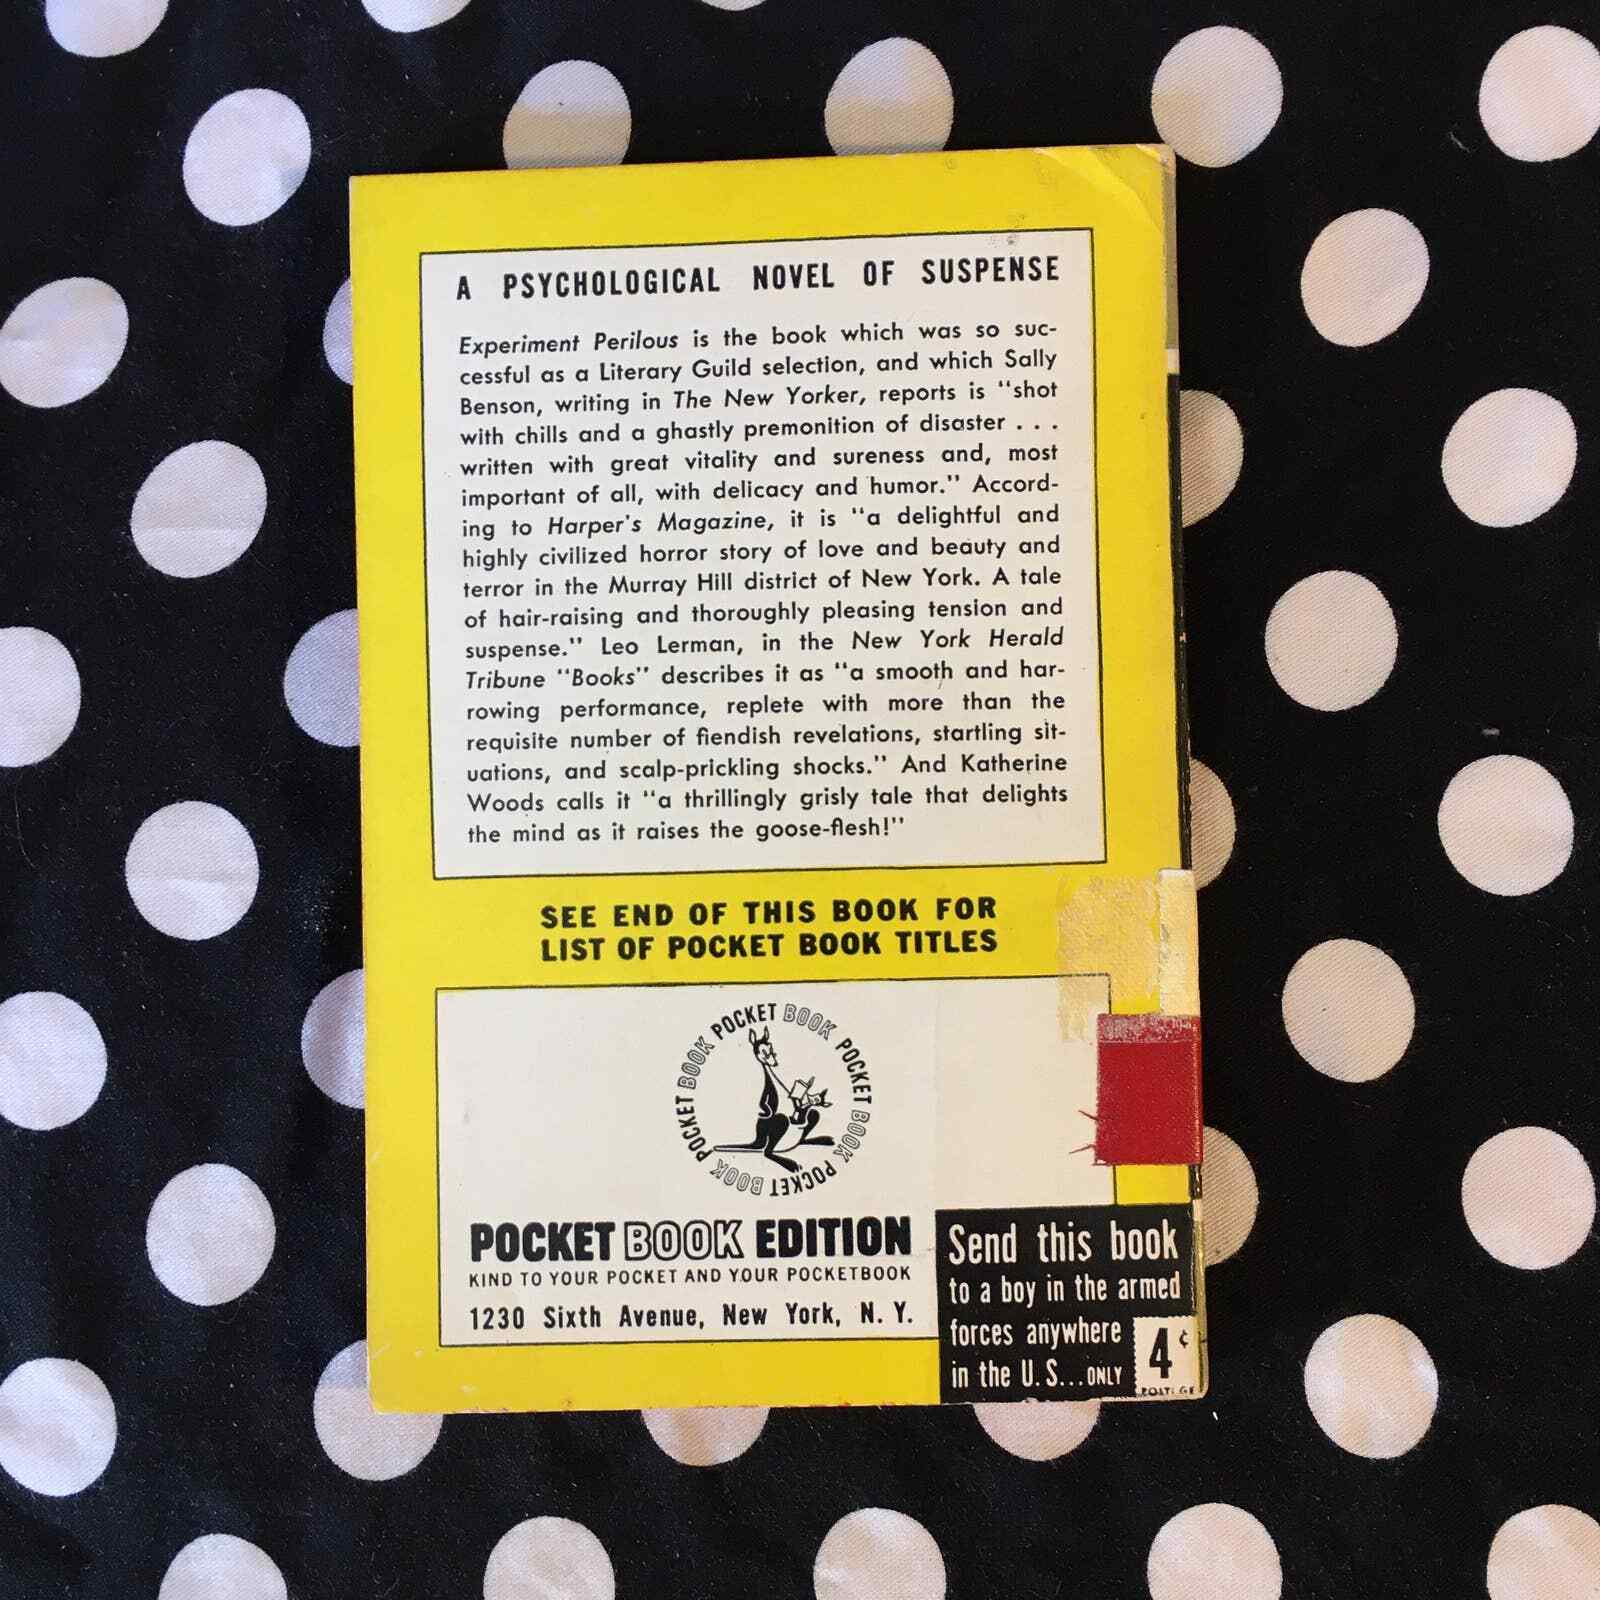 A PSYCHOLOGICAL NOVEL OF SUSPENSE
Experiment Perilous is the book which was so suc-
cessful as a Literary Guild selection, and which Sally
Benson, writing in The New Yorker, reports is "shot
with chills and a ghastly premonition of disaster . . .
written with great vitality and sureness and, most
important of all, with delicacy and humor." Accord-
ing to Harper's Magazine, it is "a delightful and
highly civilized horror story of love and beauty and
terror in the Murray Hill district of New York. A tale
of hair-raising and thoroughly pleasing tension and
suspense." Leo Lerman, in the New York Herald
Tribune "Books" describes it as "a smooth and har-
rowing performance, replete with more than the
requisite number of fiendish revelations, startling sit-
uations, and scalp-prickling shocks." And Katherine
Woods calls it "a thrillingly grisly tale that delights
the mind as it raises the goose-flesh!"
SEE END OF THIS BOOK FOR
LIST OF POCKET BOOK TITLES
POCKET BOOK POCKET BOOK POCKET BOOK POCKET BOOK
POCKET BOOK EDITION
KIND TO YOUR POCKET AND YOUR POCKETBOOK
1230 Sixth Avenue, New York, N. Y.
Send this book
to a boy in the armed
forces anywhere
in the U. S... ONLY
4¢